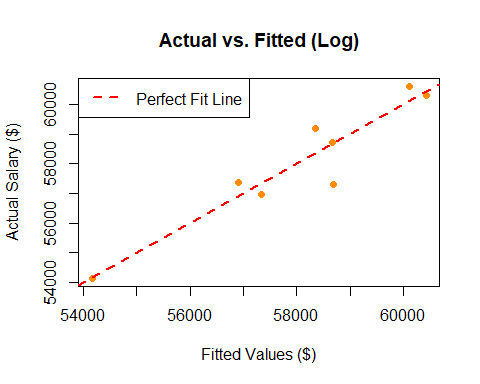 Actual vs. Fitted (Log)
Perfect Fit Line
Actual Salary ($)
60000
58000
56000
54000
54000 56000 58000 60000
Fitted Values ($)